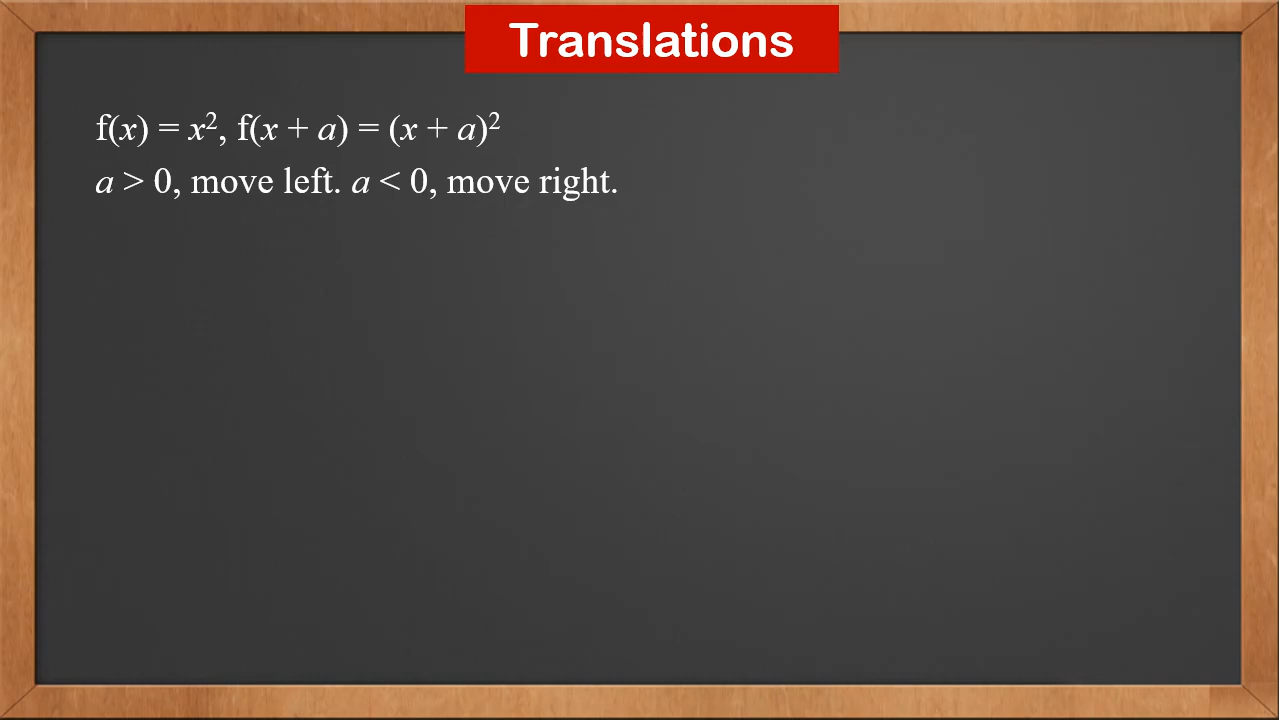 Translations
f(x) = x², f(x + a) = (x + a)²
a > 0, move left. a < 0, move right.